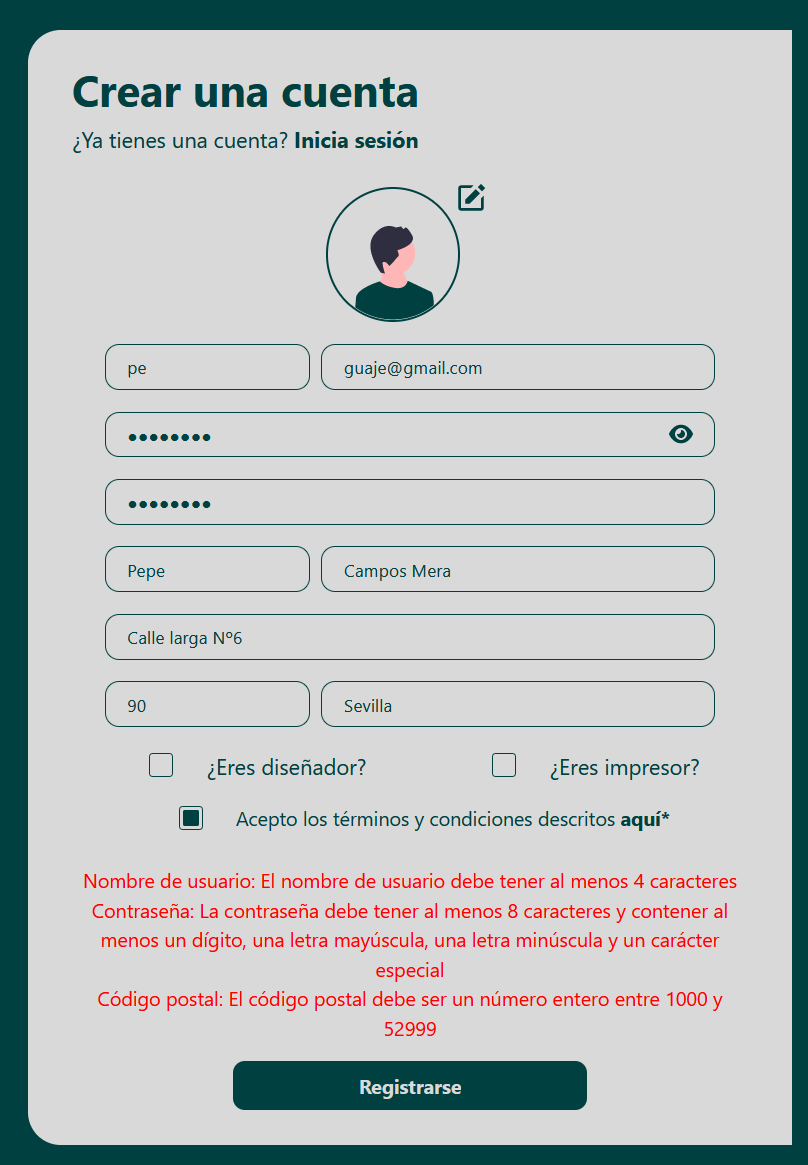 Crear una cuenta
¿Ya tienes una cuenta? Inicia sesión
pe
guaje@gmail.com
••••••••
••••••••
Pepe
Campos Mera
Calle larga Nº6
90
Sevilla
¿Eres diseñador?
¿Eres impresor?
Acepto los términos y condiciones descritos aquí*
Nombre de usuario: El nombre de usuario debe tener al menos 4 caracteres
Contraseña: La contraseña debe tener al menos 8 caracteres y contener al
menos un dígito, una letra mayúscula, una letra minúscula y un carácter
especial
Código postal: El código postal debe ser un número entero entre 1000 y
52999
Registrarse